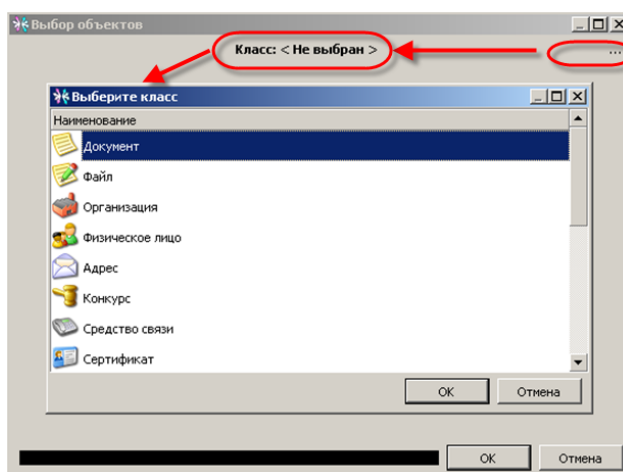 Выбор объектов
Класс: < Не выбран >
...
Выберите класс
Наименование
Документ
Файл
Организация
Физическое лицо
Адрес
Конкурс
Средство связи
Сертификат
OK Отмена
OK Отмена